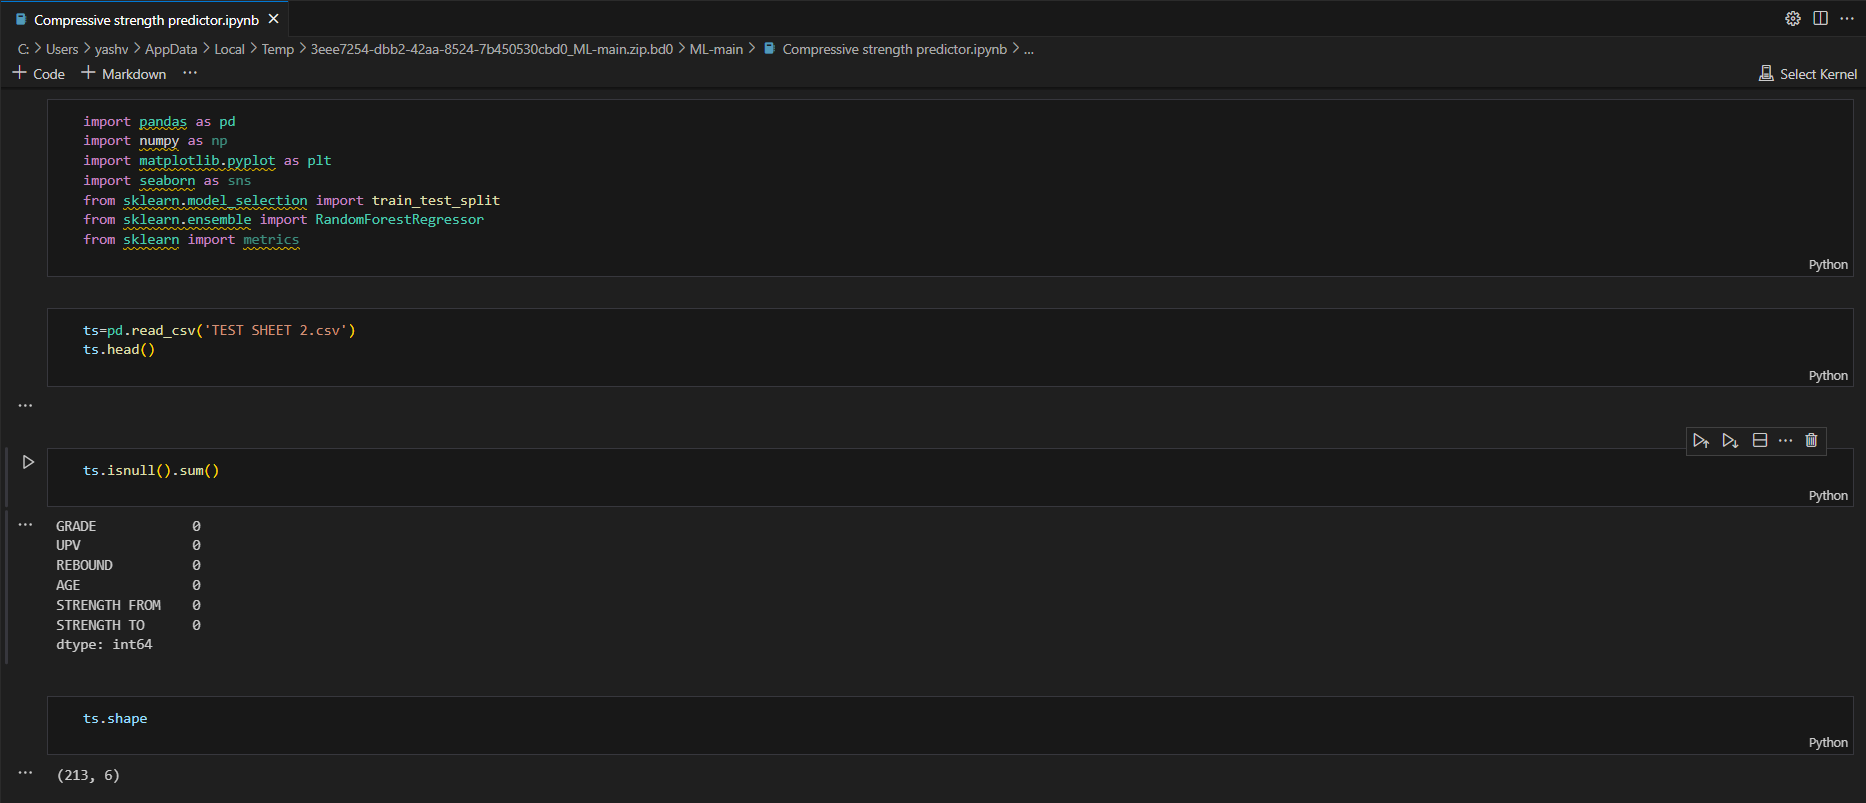 Compressive strength predictor.ipynb
C: > Users > yashv > AppData > Local > Temp > 3eee7254-dbb2-42aa-8524-7b450530cbd0_ML-main.zip.bd0 > ML-main > Compressive strength predictor.ipynb > ...
+ Code + Markdown ... Select Kernel
import pandas as pd
import numpy as np
import matplotlib.pyplot as plt
import seaborn as sns
from sklearn.model_selection import train_test_split
from sklearn.ensemble import RandomForestRegressor
from sklearn import metrics
Python
ts=pd.read_csv('TEST SHEET 2.csv')
ts.head()
Python
ts.isnull().sum()
Python
GRADE 0
UPV 0
REBOUND 0
AGE 0
STRENGTH FROM 0
STRENGTH TO 0
dtype: int64
ts.shape
Python
(213, 6)